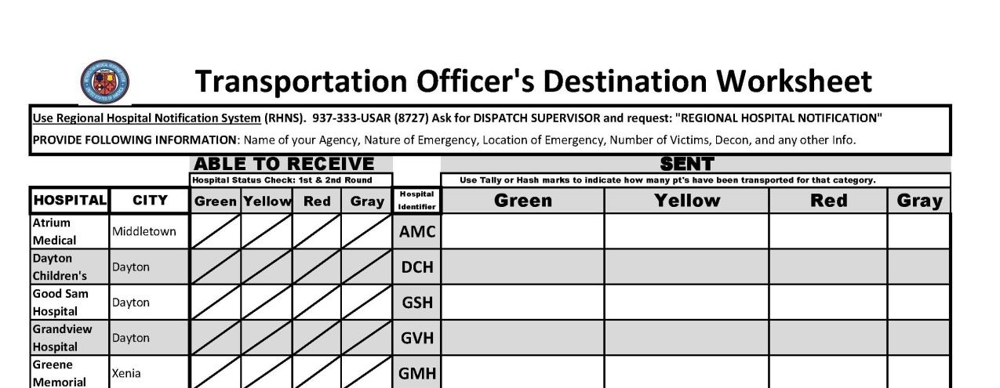 Transportation Officer's Destination Worksheet
Use Regional Hospital Notification System (RHNS).  937-333-USAR (8727) Ask for DISPATCH SUPERVISOR and request: "REGIONAL HOSPITAL NOTIFICATION"
PROVIDE FOLLOWING INFORMATION: Name of your Agency, Nature of Emergency, Location of Emergency, Number of Victims, Decon, and any other Info.
ABLE TO RECEIVE SENT
Hospital Status Check: 1st & 2nd Round Use Tally or Hash marks to indicate how many pt's have been transported for that category.
HOSPITAL CITY Green Yellow Red Gray Hospital Identifier Green Yellow Red Gray
Atrium Medical Middletown AMC
Dayton Children's Dayton DCH
Good Sam Hospital Dayton GSH
Grandview Hospital Dayton GVH
Greene Memorial Xenia GMH